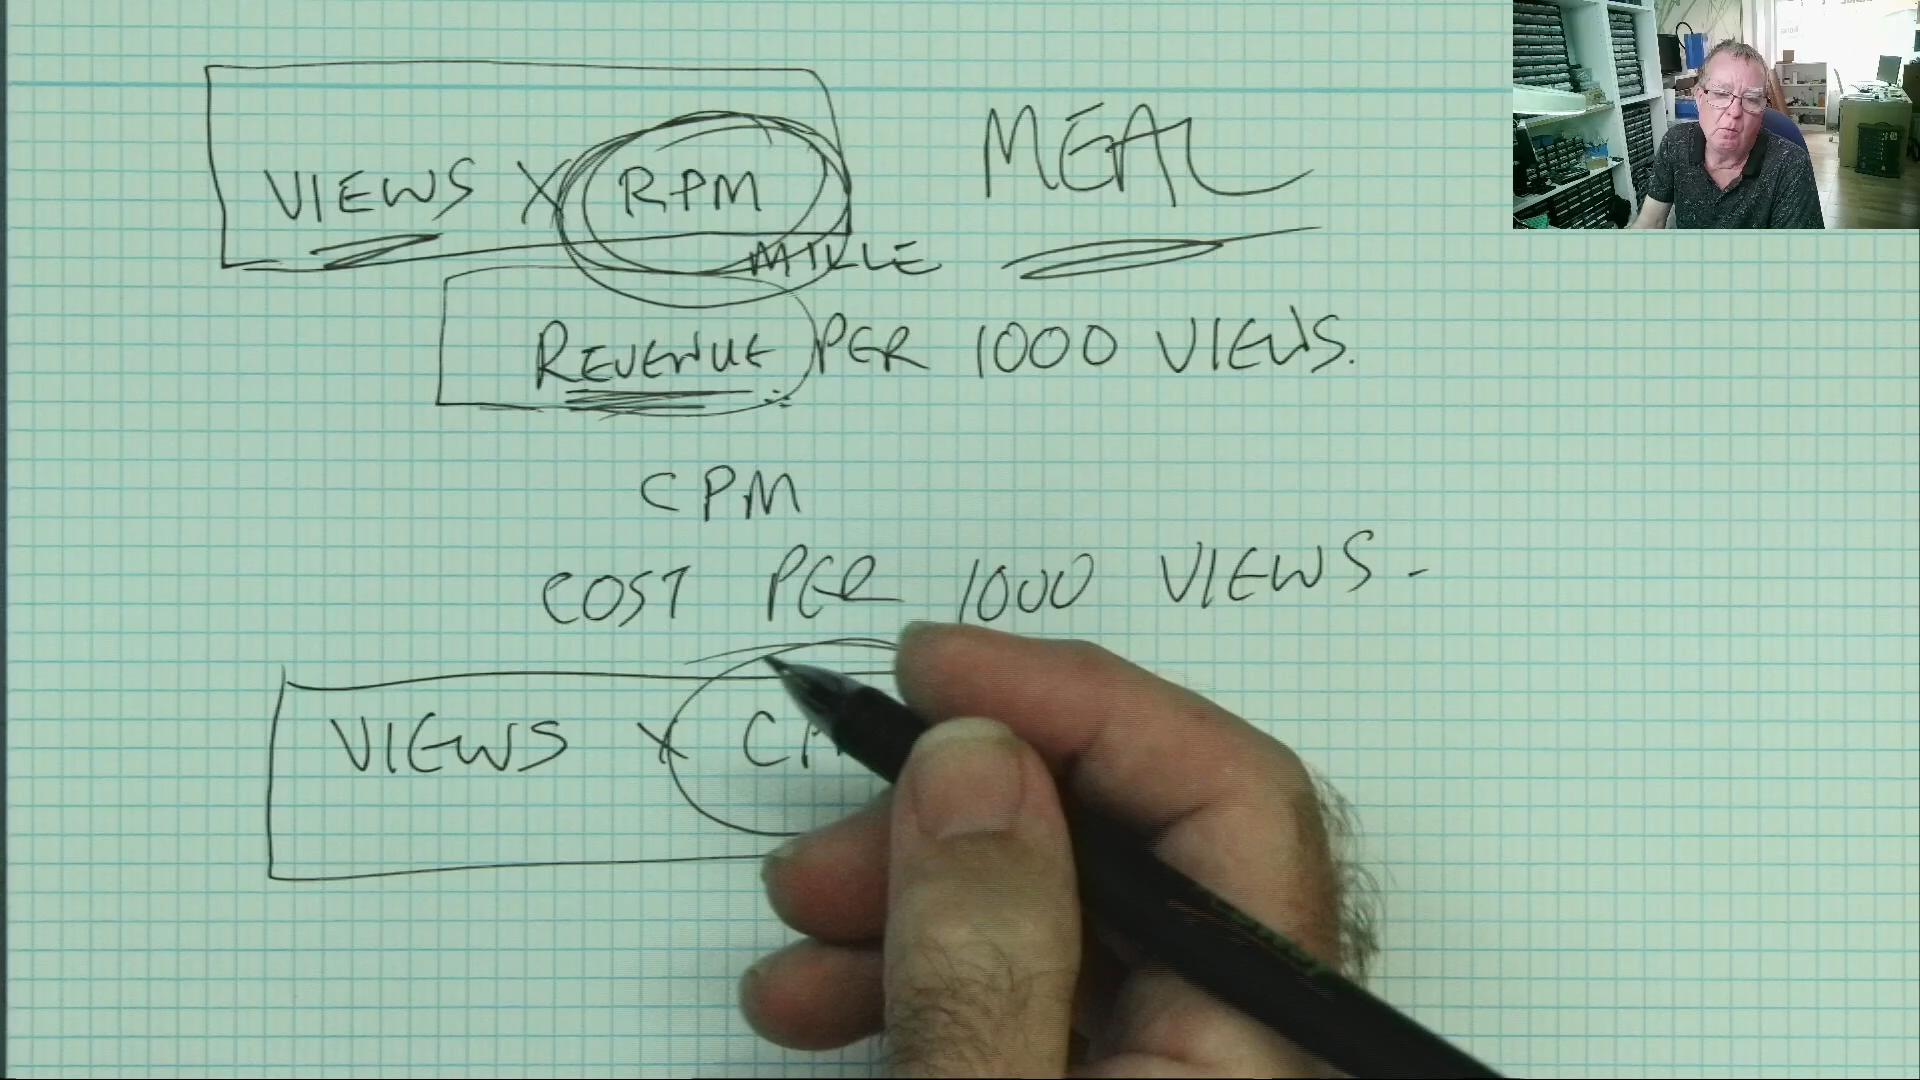 VIEWS X RPM
MEAL
MILLE
REVENUE PER 1000 VIEWS.
CPM
COST PER 1000 VIEWS -
VIEWS X